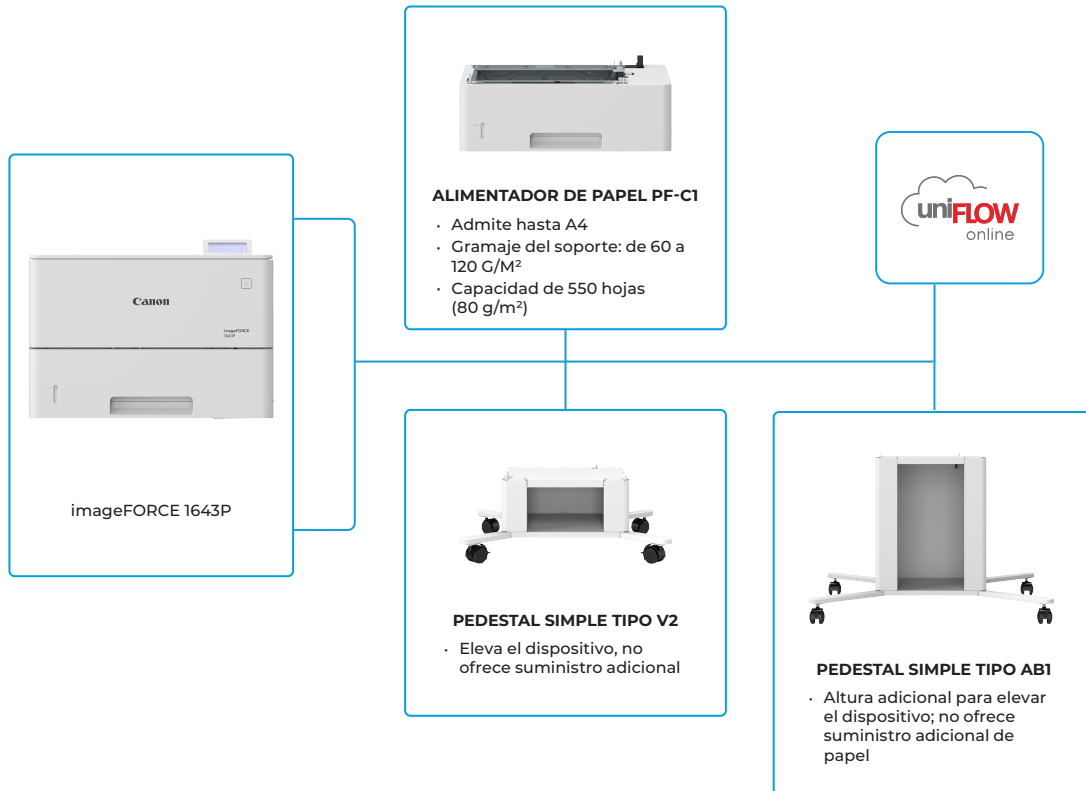 ALIMENTADOR DE PAPEL PF-C1
· Admite hasta A4
· Gramaje del soporte: de 60 a
120 G/M²
· Capacidad de 550 hojas
(80 g/m²)
uniFLOW
online
Canon
imageFORCE
1643P
imageFORCE 1643P
PEDESTAL SIMPLE TIPO V2
· Eleva el dispositivo, no
ofrece suministro adicional
PEDESTAL SIMPLE TIPO AB1
· Altura adicional para elevar
el dispositivo; no ofrece
suministro adicional de
papel